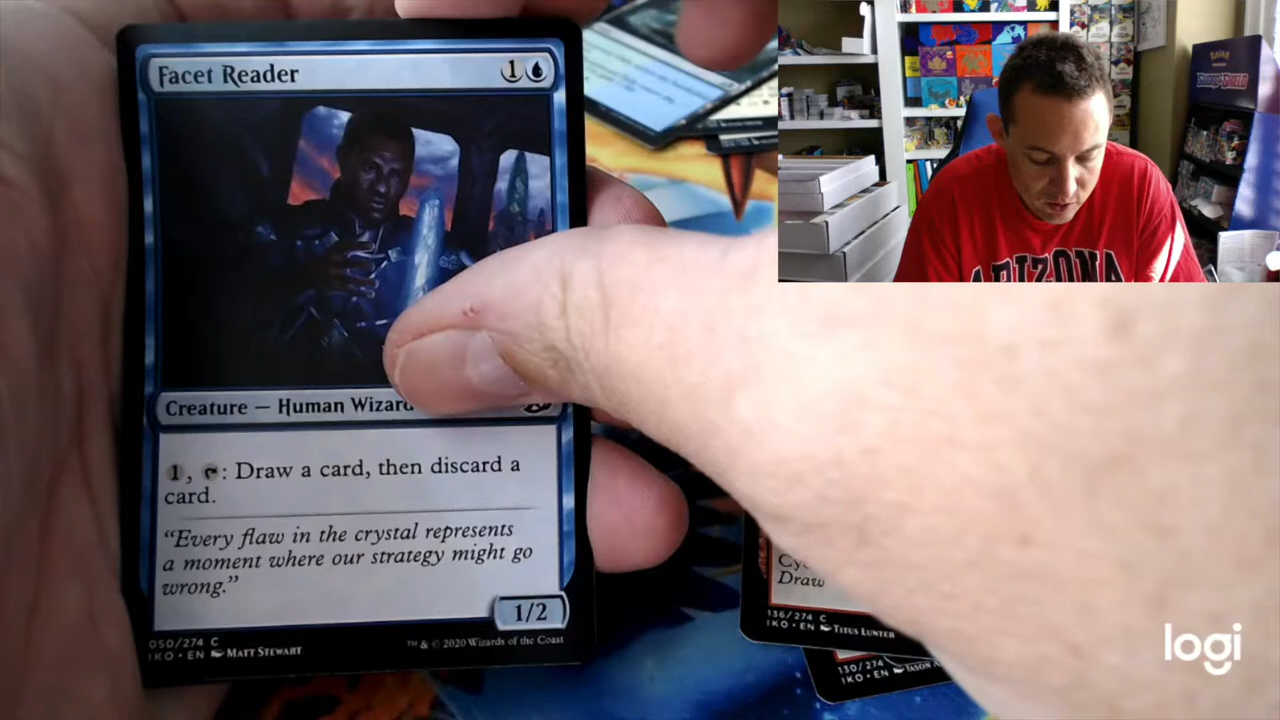 Facet Reader
1
Creature — Human Wizard
1, : Draw a card, then discard a
card.
"Every flaw in the crystal represents
a moment where our strategy might go
wrong."
1/2
050/274 C
IKO • EN MATT STEWART
™ & © 2020 Wizards of the Coast
Draw
136/274 C
IKO • EN TITUS LUNTER
130/274
IKO • EN
ARIZONA
POKÉMON
logi